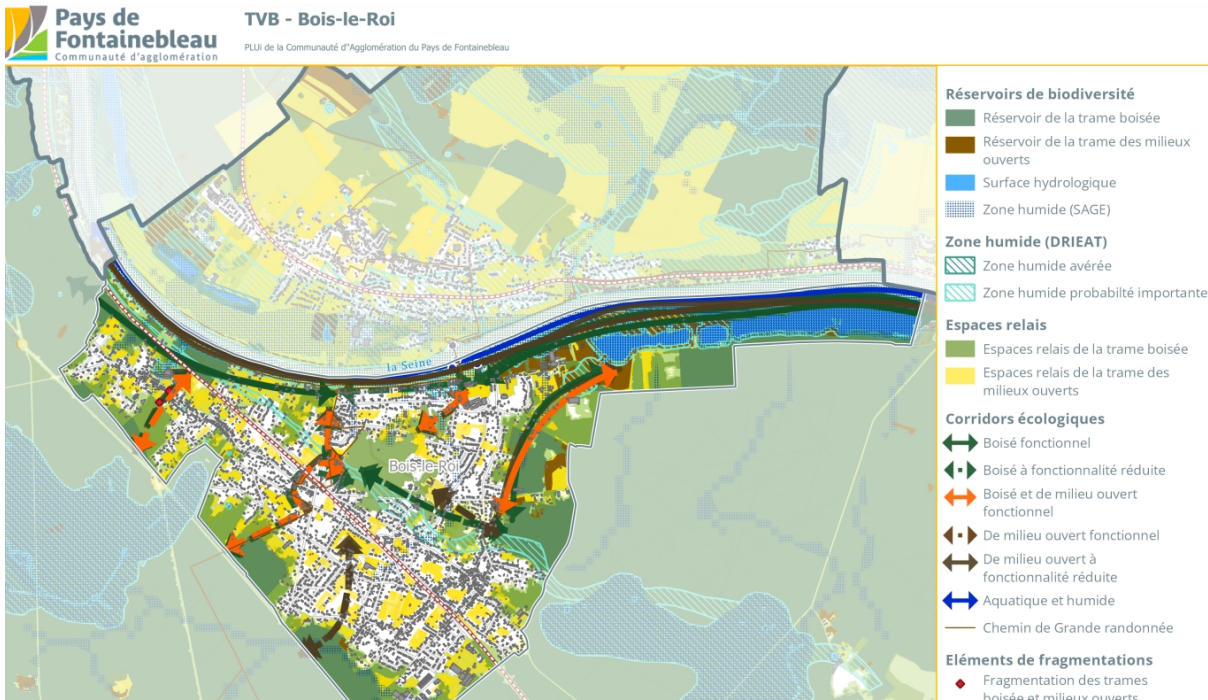 Pays de
Fontainebleau
Communauté d'agglomération
TVB - Bois-le-Roi
PLUi de la Communauté d"Agglomération du Pays de Fontainebleau
la Seine
Bois-le-Roi
Réservoirs de biodiversité
Réservoir de la trame boisée
Réservoir de la trame des milieux
ouverts
Surface hydrologique
Zone humide (SAGE)
Zone humide (DRIEAT)
Zone humide avérée
Zone humide probabilté importante
Espaces relais
Espaces relais de la trame boisée
Espaces relais de la trame des
milieux ouverts
Corridors écologiques
Boisé fonctionnel
Boisé à fonctionnalité réduite
Boisé et de milieu ouvert
fonctionnel
De milieu ouvert fonctionnel
De milieu ouvert à
fonctionnalité réduite
Aquatique et humide
Chemin de Grande randonnée
Eléments de fragmentations
Fragmentation des trames
boisée et milieux ouverts